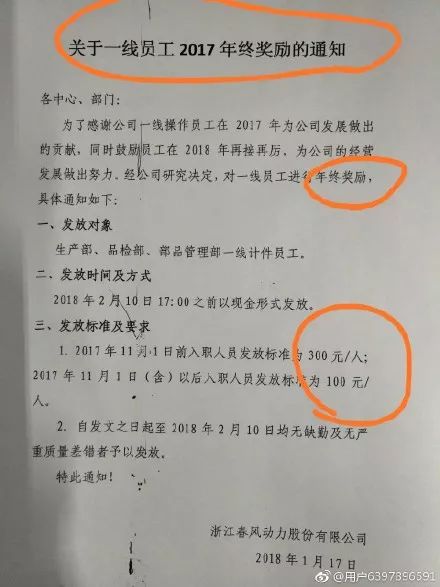 关于一线员工 2017 年终奖励的通知
各中心、部门：
为了感谢公司一线操作员工在 2017 年为公司发展做出
的贡献，同时鼓励员工在 2018 年再接再厉，为公司的经营
发展做出努力。经公司研究决定，对一线员工进行年终奖励，
具体通知如下：
一、发放对象
生产部、品检部、部品管理部一线计件员工。
二、发放时间及方式
2018 年 2 月 10 日 17:00 之前以现金形式发放。
三、发放标准及要求
1. 2017 年 11 月 1 日前入职人员发放标准为 300 元/人；
2017 年 11 月 1 日（含）以后入职人员发放标准为 100 元/
人。
2. 自发文之日起至 2018 年 2 月 10 日均无缺勤及无严
重质量差错者予以发放。
特此通知！
浙江春风动力股份有限公司
2018 年 1 月 17 日
@用户6397896591